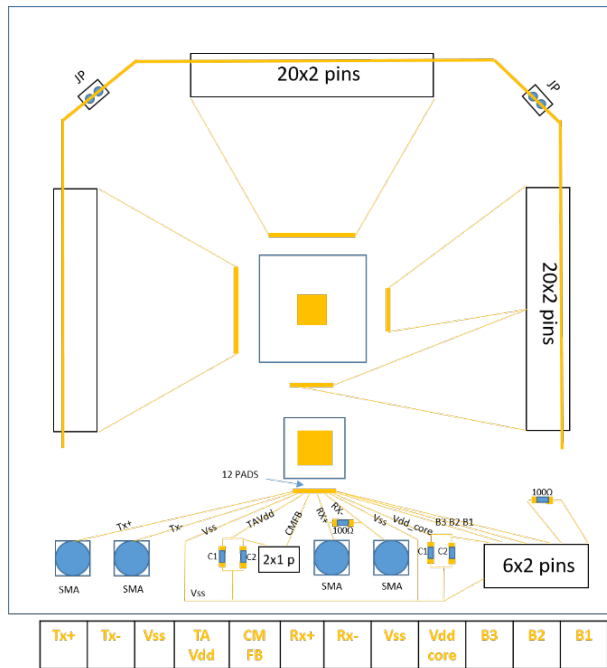 JP
20x2 pins
JP
20x2 pins
12 PADS
100Ω
Tx+
Tx-
Vss
TAVdd
CMFB
RX+
RX-
100Ω
Vss
Vdd_core
B3 B2 B1
C1
C2
2x1 p
C1
C2
6x2 pins
SMA
SMA
Vss
SMA
SMA
Tx+ Tx- Vss TA Vdd CM FB Rx+ Rx- Vss Vdd core B3 B2 B1